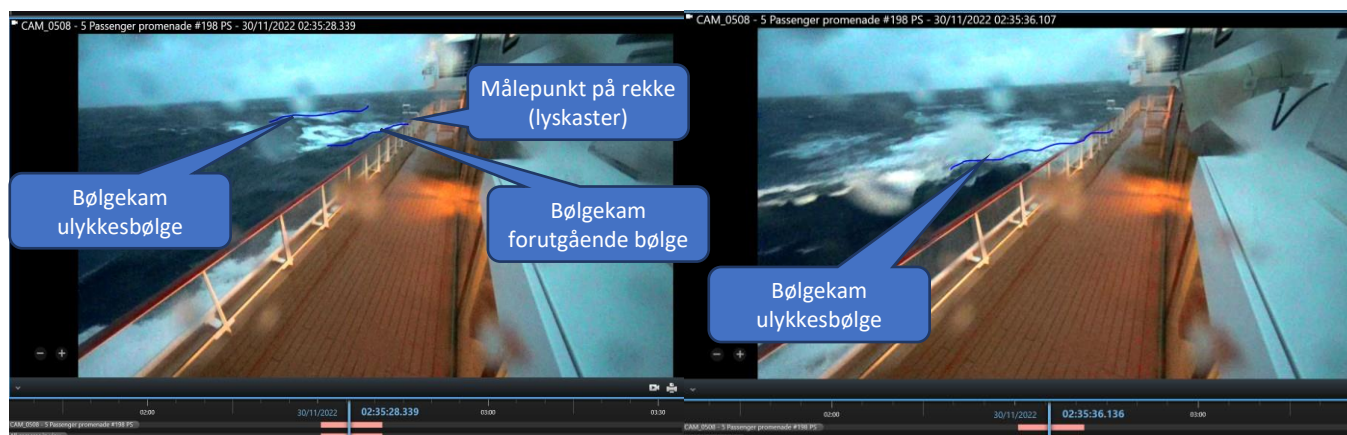 CAM_0508 - 5 Passenger promenade #198 PS - 30/11/2022 02:35:28.339
Målepunkt på rekke
(lyskaster)
Bølgekam
ulykkesbølge
Bølgekam
forutgående bølge
02:00
30/11/2022
02:35:28.339
03:00
03:30
CAM_0508 - 5 Passenger promenade #198 PS
CAM_0508 - 5 Passenger promenade #198 PS - 30/11/2022 02:35:36.107
Bølgekam
ulykkesbølge
02:00
30/11/2022
02:35:36.136
03:00
CAM_0508 - 5 Passenger promenade #198 PS